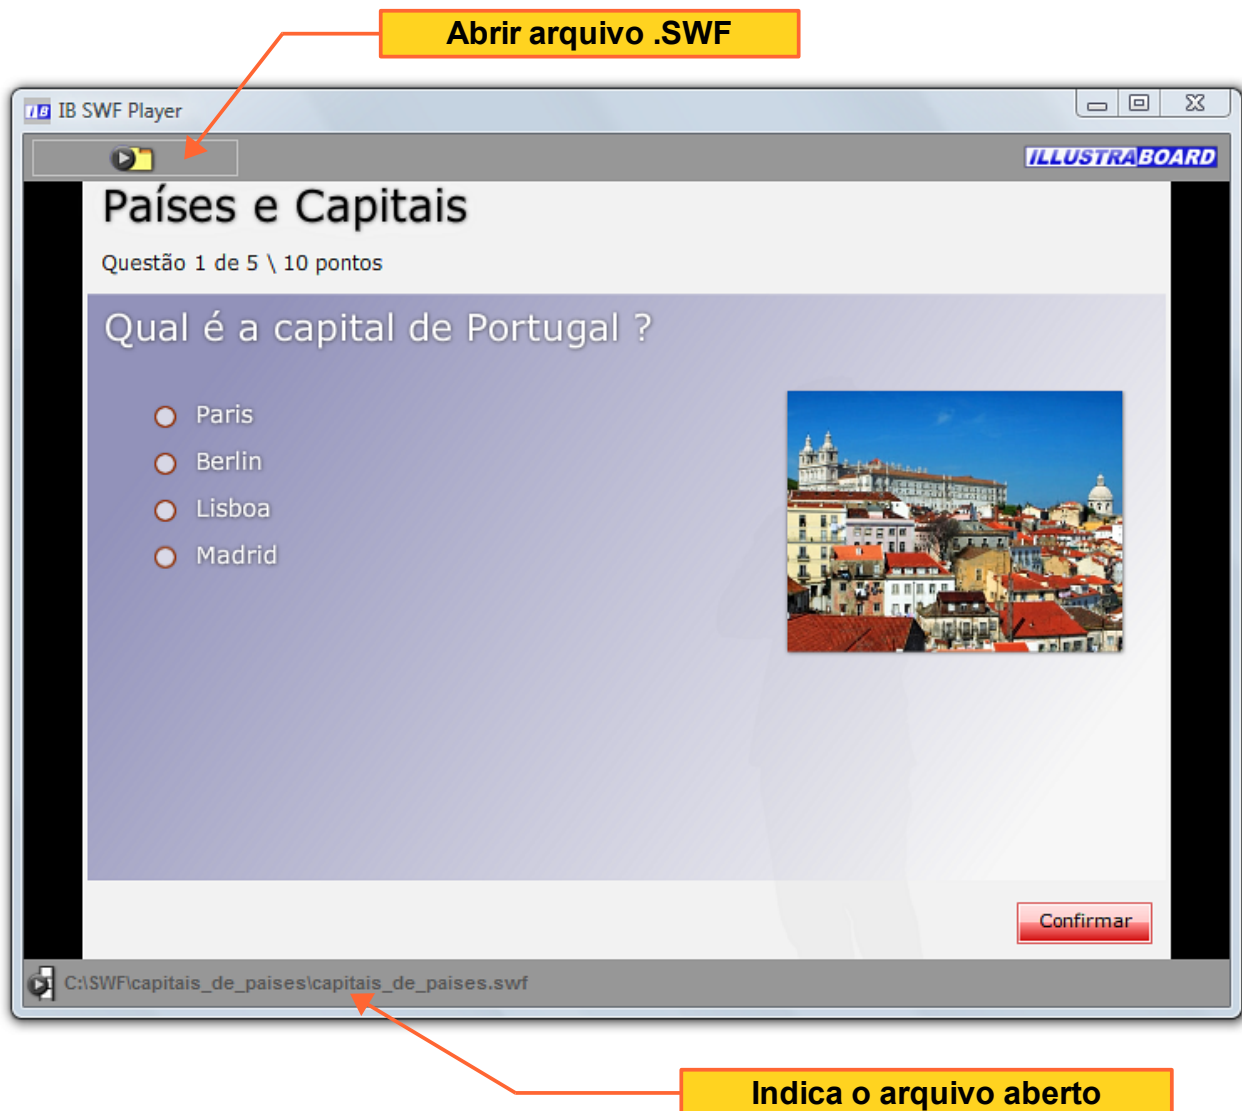 Abrir arquivo .SWF
IB IB SWF Player
ILLUSTRABOARD
Países e Capitais
Questão 1 de 5 \ 10 pontos
Qual é a capital de Portugal ?
Paris
Berlin
Lisboa
Madrid
Confirmar
C:\SWF\capitais_de_paises\capitais_de_paises.swf
Indica o arquivo aberto